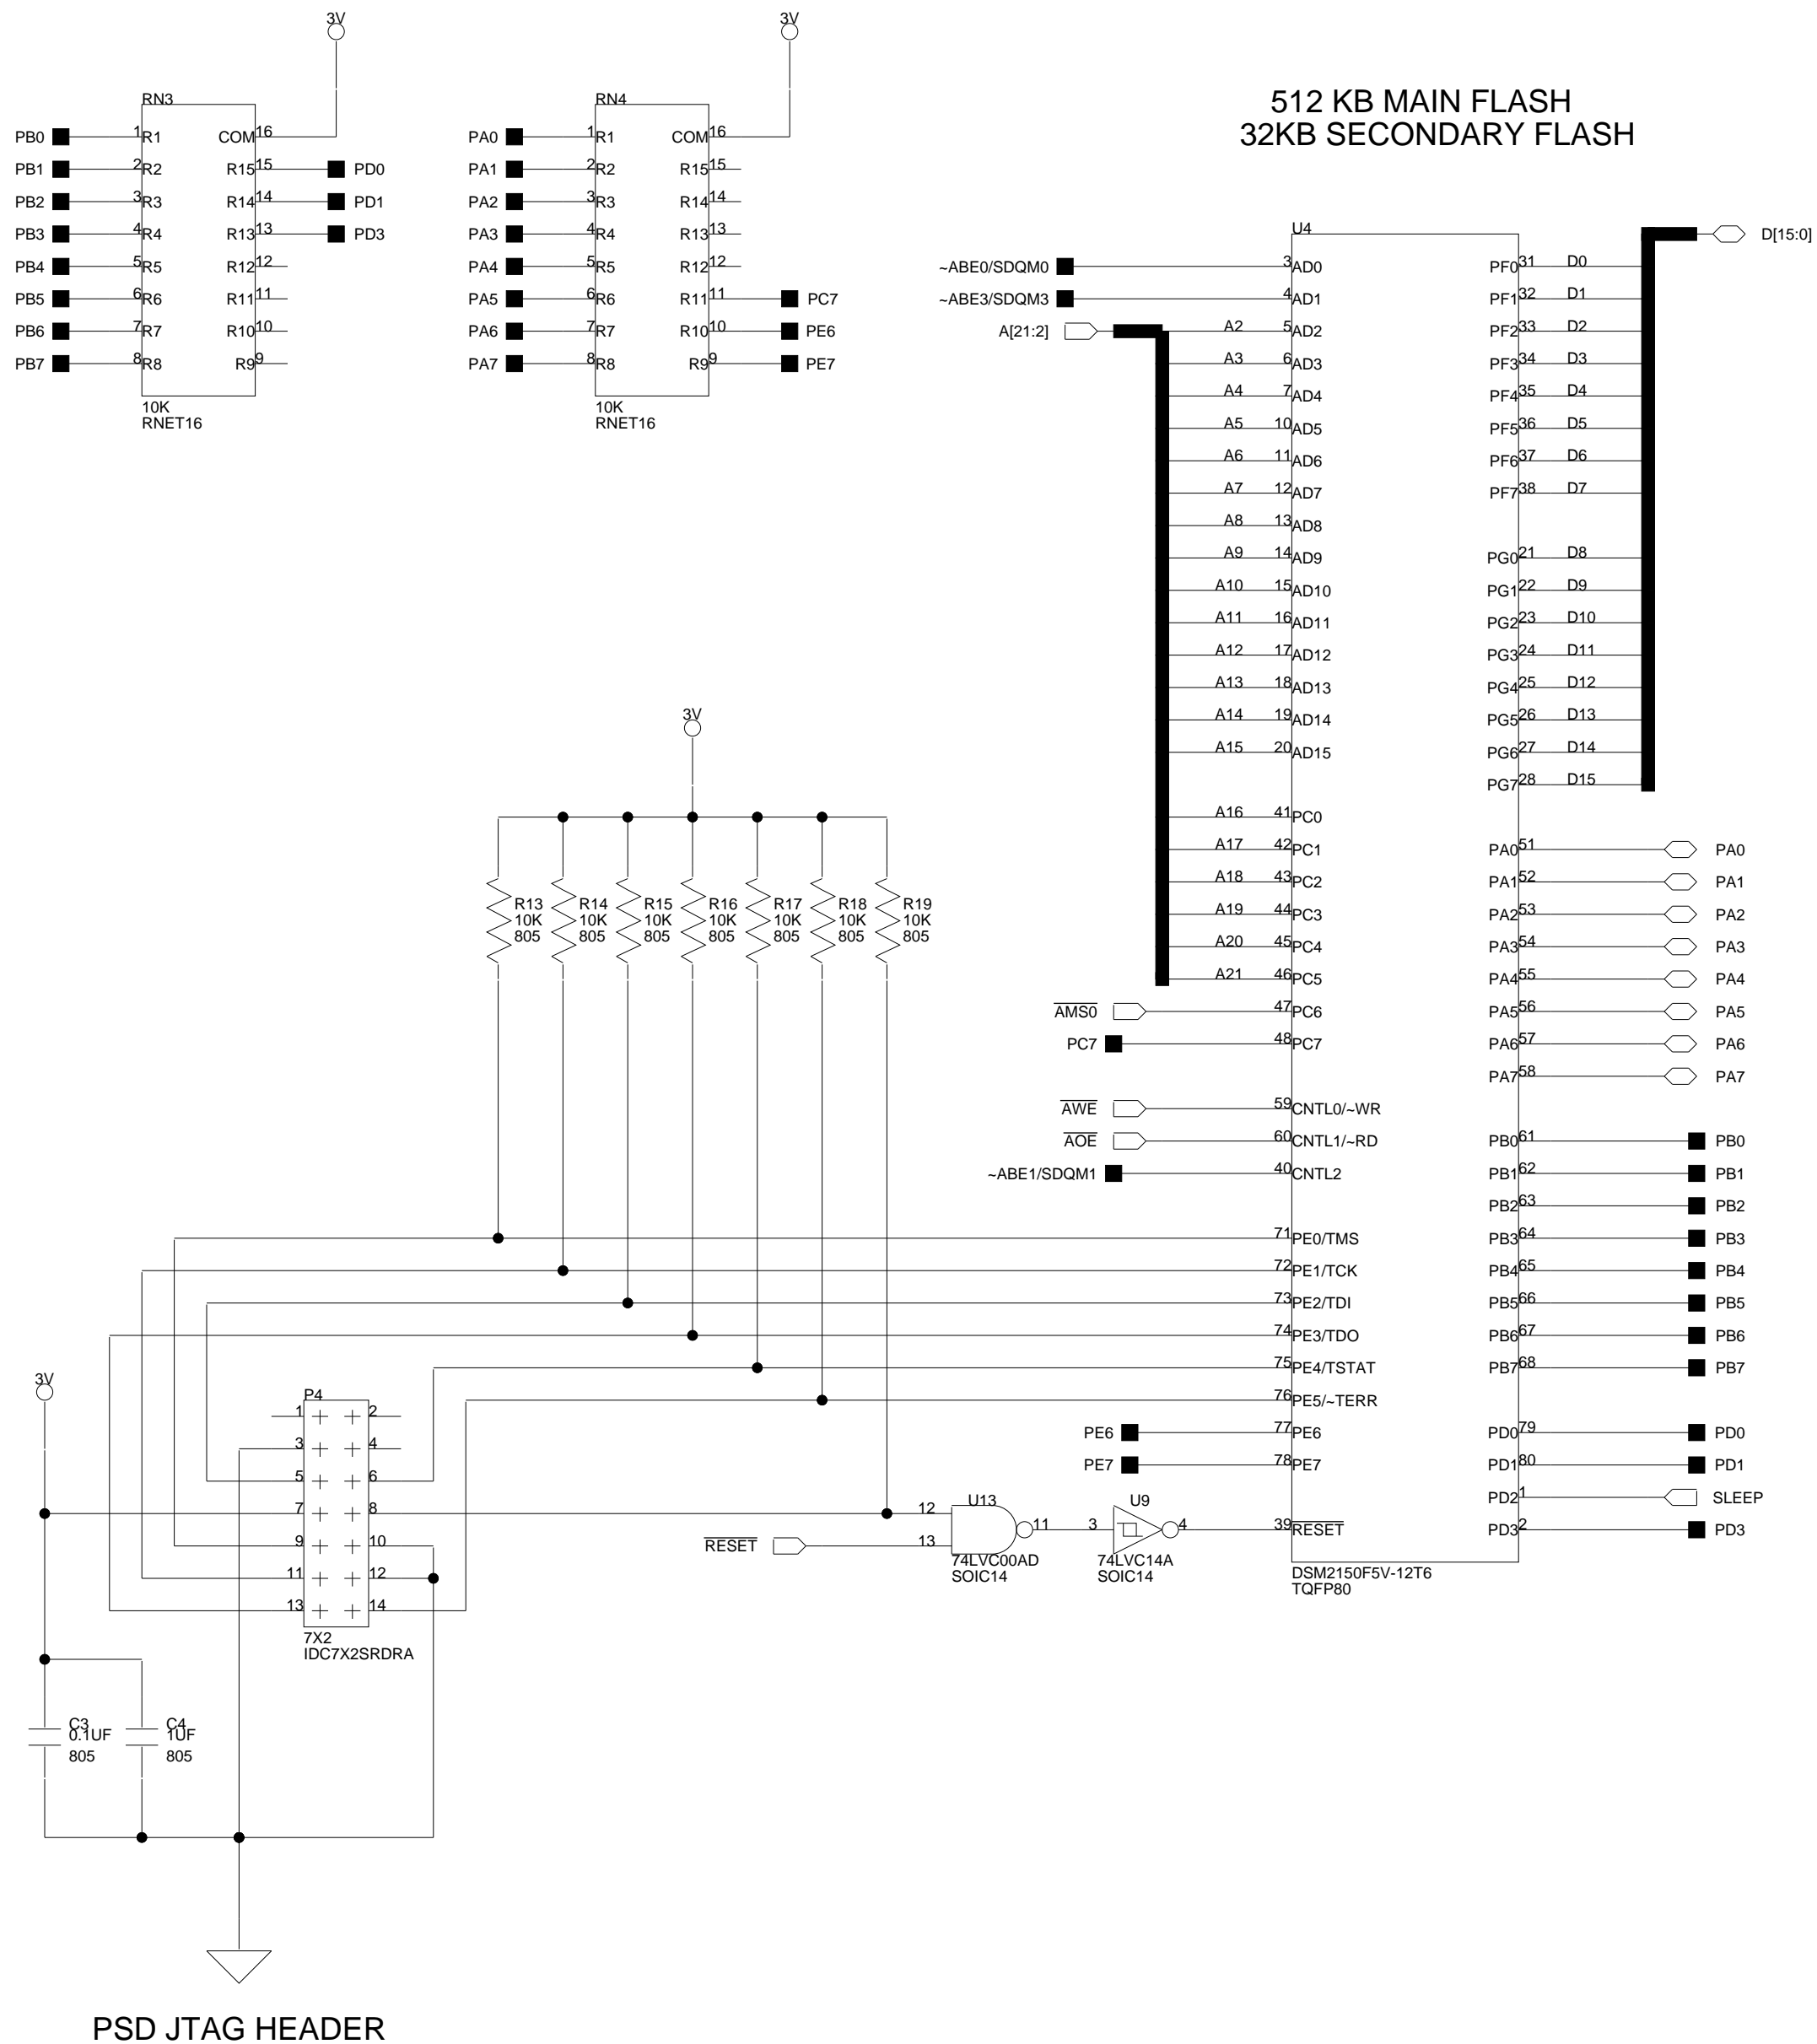 3V
RN3
PB0 1 R1 COM 16
PB1 2 R2 R15 15 PD0
PB2 3 R3 R14 14 PD1
PB3 4 R4 R13 13 PD3
PB4 5 R5 R12 12
PB5 6 R6 R11 11
PB6 7 R7 R10 10
PB7 8 R8 R9 9
10K
RNET16
3V
RN4
PA0 1 R1 COM 16
PA1 2 R2 R15 15
PA2 3 R3 R14 14
PA3 4 R4 R13 13
PA4 5 R5 R12 12
PA5 6 R6 R11 11 PC7
PA6 7 R7 R10 10 PE6
PA7 8 R8 R9 9 PE7
10K
RNET16
512 KB MAIN FLASH
32KB SECONDARY FLASH
U4
D[15:0]
~ABE0/SDQM0 3 AD0 PF0 31 D0
~ABE3/SDQM3 4 AD1 PF1 32 D1
A[21:2] A2 5 AD2 PF2 33 D2
A3 6 AD3 PF3 34 D3
A4 7 AD4 PF4 35 D4
A5 10 AD5 PF5 36 D5
A6 11 AD6 PF6 37 D6
A7 12 AD7 PF7 38 D7
A8 13 AD8
A9 14 AD9 PG0 21 D8
A10 15 AD10 PG1 22 D9
A11 16 AD11 PG2 23 D10
A12 17 AD12 PG3 24 D11
A13 18 AD13 PG4 25 D12
A14 19 AD14 PG5 26 D13
A15 20 AD15 PG6 27 D14
PG7 28 D15
A16 41 PC0
A17 42 PC1 PA0 51 PA0
A18 43 PC2 PA1 52 PA1
A19 44 PC3 PA2 53 PA2
A20 45 PC4 PA3 54 PA3
A21 46 PC5 PA4 55 PA4
AMS0 47 PC6 PA5 56 PA5
PC7 48 PC7 PA6 57 PA6
PA7 58 PA7
AWE 59 CNTL0/~WR
AOE 60 CNTL1/~RD PB0 61 PB0
~ABE1/SDQM1 40 CNTL2 PB1 62 PB1
PB2 63 PB2
71 PE0/TMS PB3 64 PB3
72 PE1/TCK PB4 65 PB4
73 PE2/TDI PB5 66 PB5
74 PE3/TDO PB6 67 PB6
75 PE4/TSTAT PB7 68 PB7
76 PE5/~TERR
PE6 77 PE6 PD0 79 PD0
PE7 78 PE7 PD1 80 PD1
PD2 1 SLEEP
39 RESET PD3 2 PD3
DSM2150F5V-12T6
TQFP80
3V
R13 R14 R15 R16 R17 R18 R19
10K 10K 10K 10K 10K 10K 10K
805 805 805 805 805 805 805
3V
P4
1 2
3 4
5 6
7 8
9 10
11 12
13 14
7X2
IDC7X2SRDRA
U13
12
RESET 13 11
74LVC00AD
SOIC14
U9
3 4
74LVC14A
SOIC14
C3 C4
0.1UF 1UF
805 805
PSD JTAG HEADER